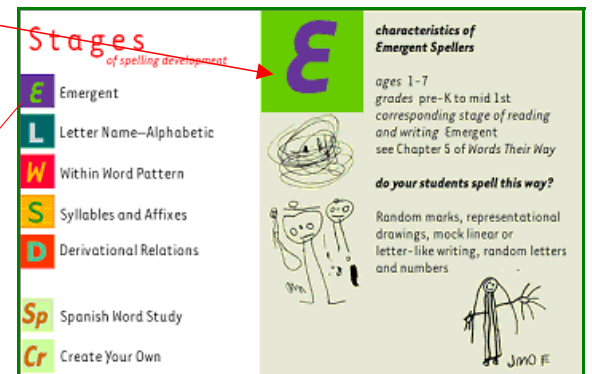 Stages
of spelling development
E Emergent
L Letter Name–Alphabetic
W Within Word Pattern
S Syllables and Affixes
D Derivational Relations
Sp Spanish Word Study
Cr Create Your Own
E
characteristics of
Emergent Spellers
ages 1-7
grades pre-K to mid 1st
corresponding stage of reading
and writing Emergent
see Chapter 5 of Words Their Way
do your students spell this way?
Random marks, representational
drawings, mock linear or
letter-like writing, random letters
and numbers